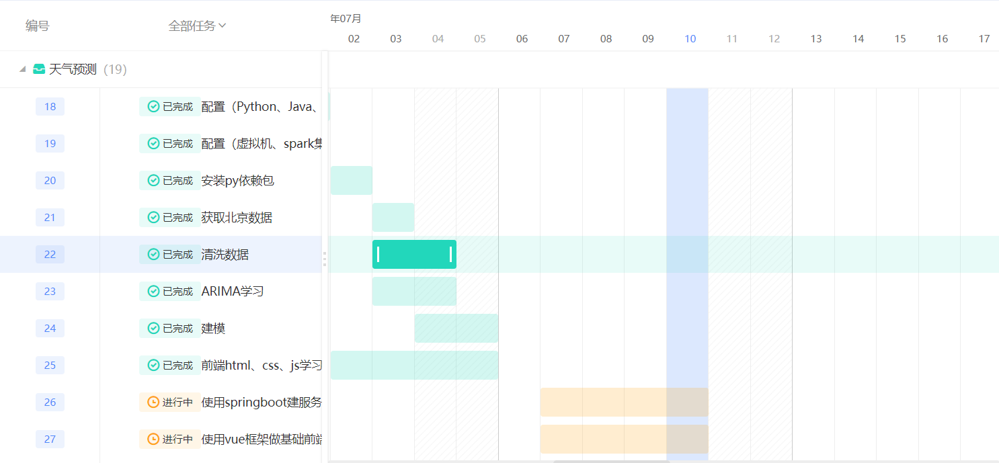 编号 全部任务 年07月
02 03 04 05 06 07 08 09 10 11 12 13 14 15 16 17
天气预测 (19)
18 已完成 配置（Python、Java、
19 已完成 配置（虚拟机、spark集
20 已完成 安装py依赖包
21 已完成 获取北京数据
22 已完成 清洗数据
23 已完成 ARIMA学习
24 已完成 建模
25 已完成 前端html、css、js学习
26 进行中 使用springboot建服务
27 进行中 使用vue框架做基础前端